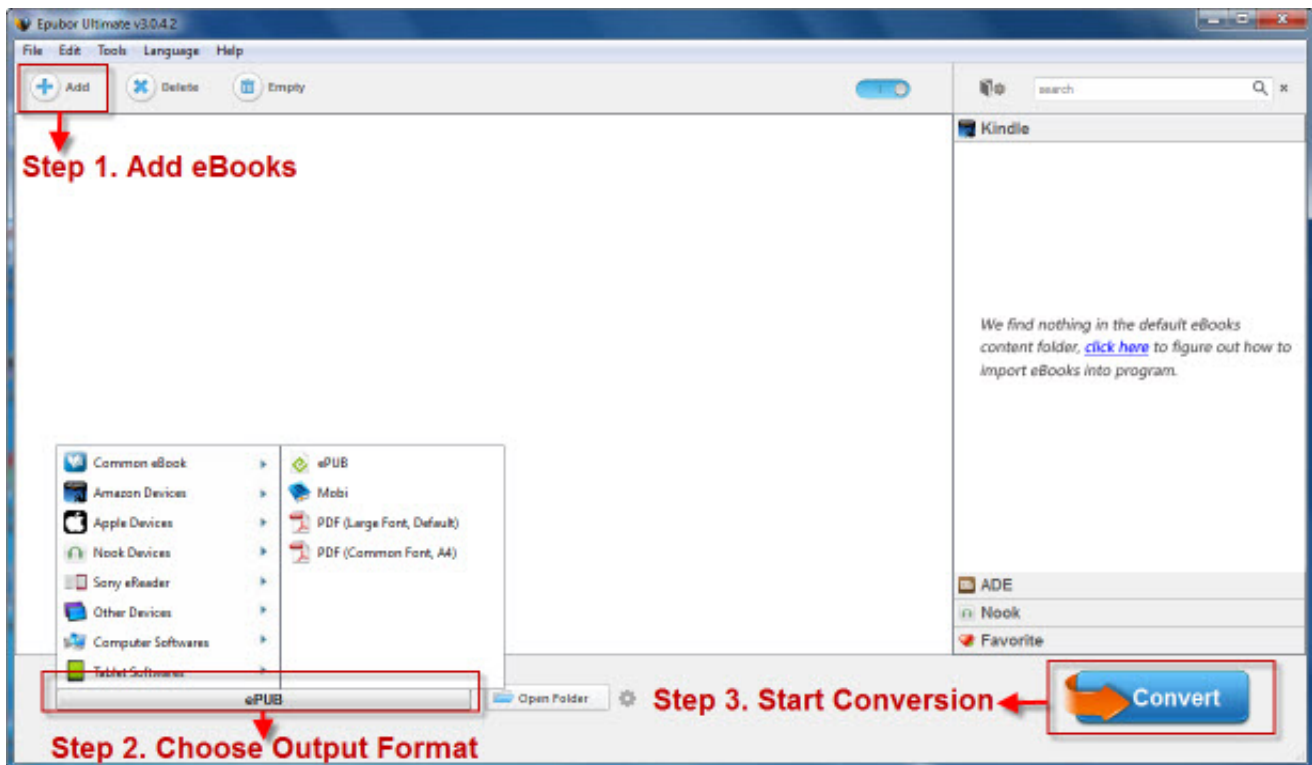 Epubor Ultimate v3.0.4.2
File Edit Tools Language Help
Add Delete Empty
search
Kindle
Step 1. Add eBooks
We find nothing in the default eBooks
content folder, click here to figure out how to
import eBooks into program.
Common eBook
Amazon Devices
Apple Devices
Nook Devices
Sony eReader
Other Devices
Computer Softwares
Tablet Softwares
ePUB
Mobi
PDF (Large Font, Default)
PDF (Common Font, A4)
ADE
Nook
Favorite
ePUB
Open Folder
Step 3. Start Conversion
Convert
Step 2. Choose Output Format